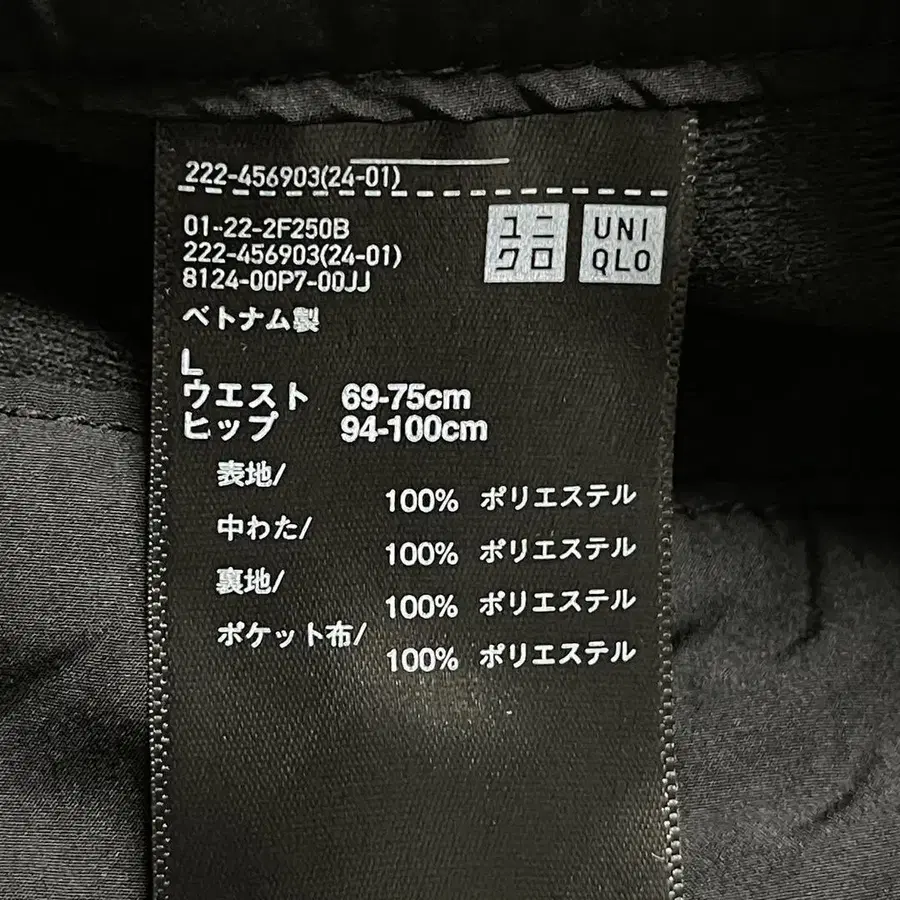 222-456903(24-01)
01-22-2F250B
222-456903(24-01)
8124-00P7-00JJ
ユニ
クロ
UNI
QLO
ベトナム製
L
ウエスト 69-75cm
ヒップ 94-100cm
表地/
100% ポリエステル
中わた/
100% ポリエステル
裏地/
100% ポリエステル
ポケット布/
100% ポリエステル